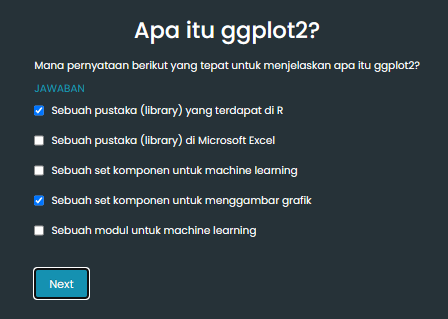 Apa itu ggplot2?
Mana pernyataan berikut yang tepat untuk menjelaskan apa itu ggplot2?
JAWABAN
Sebuah pustaka (library) yang terdapat di R
Sebuah pustaka (library) di Microsoft Excel
Sebuah set komponen untuk machine learning
Sebuah set komponen untuk menggambar grafik
Sebuah modul untuk machine learning
Next